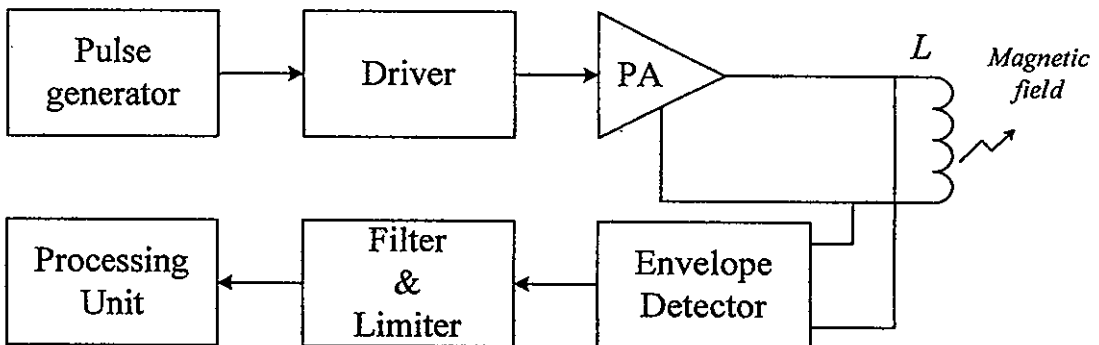 Pulse
generator
Driver
PA
L
Magnetic
field
Processing
Unit
Filter
&
Limiter
Envelope
Detector